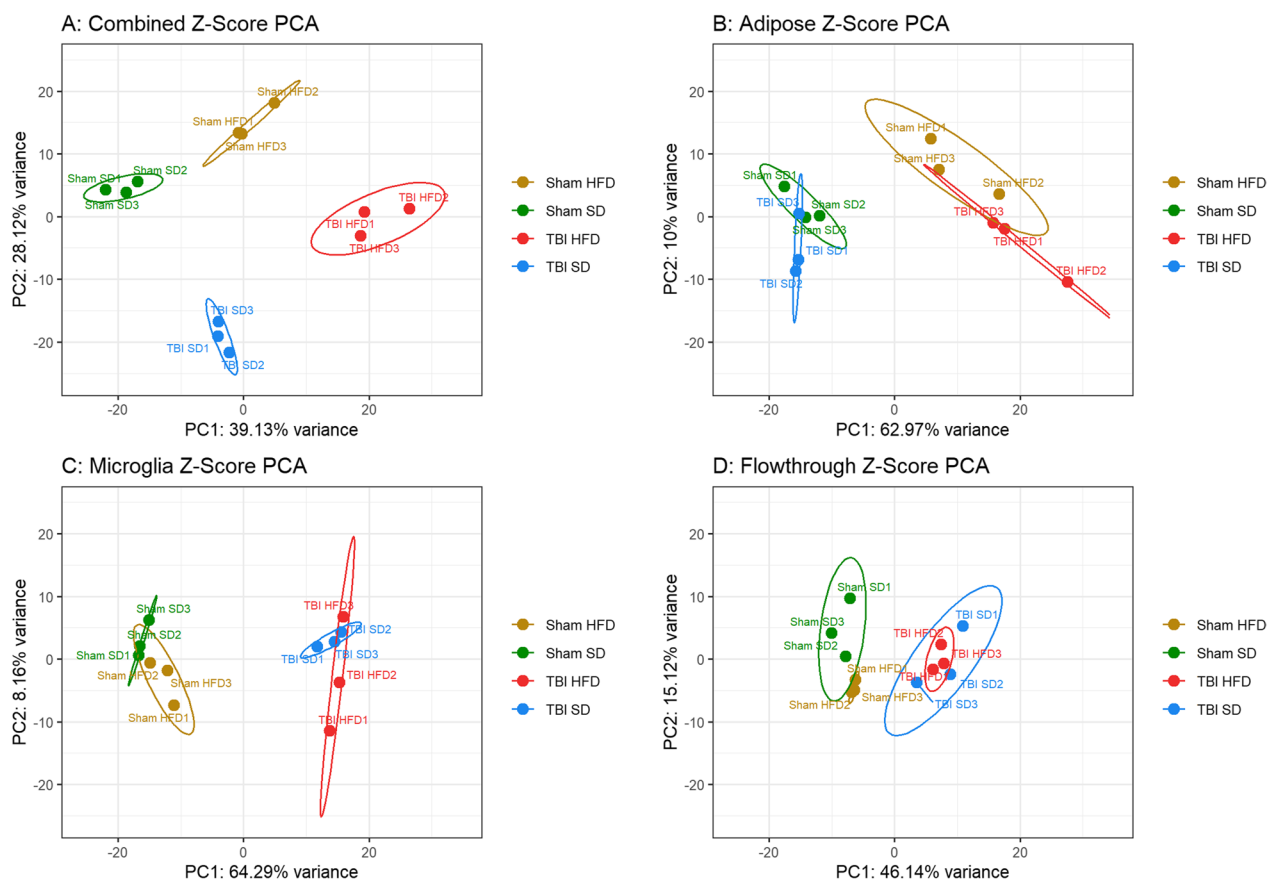 A: Combined Z-Score PCA
PC2: 28.12% variance
20
10
0
-10
-20
Sham HFD2
Sham HFD1
Sham HFD3
Sham SD2
Sham SD1
Sham SD3
TBI HFD2
TBI HFD1
TBI HFD3
TBI SD3
TBI SD1
TBI SD2
-20
0
20
PC1: 39.13% variance
Sham HFD
Sham SD
TBI HFD
TBI SD
B: Adipose Z-Score PCA
PC2: 10% variance
20
10
0
-10
-20
Sham HFD1
Sham HFD3
Sham SD1
Sham HFD2
TBI SD3
Sham SD2
TBI HFD3
Sham SD3
TBI HFD1
TBI SD1
TBI HFD2
TBI SD2
-20
0
20
PC1: 62.97% variance
Sham HFD
Sham SD
TBI HFD
TBI SD
C: Microglia Z-Score PCA
PC2: 8.16% variance
20
10
0
-10
-20
Sham SD3
TBI HFD3
Sham SD2
TBI SD2
Sham SD1
TBI SD1
TBI SD3
Sham HFD2
Sham HFD3
TBI HFD2
Sham HFD1
TBI HFD1
-20
0
20
PC1: 64.29% variance
Sham HFD
Sham SD
TBI HFD
TBI SD
D: Flowthrough Z-Score PCA
PC2: 15.12% variance
20
10
0
-10
-20
Sham SD1
TBI SD1
Sham SD3
TBI HFD2
Sham SD2
TBI HFD3
Sham HFD1
TBI HFD1
TBI SD2
Sham HFD3
Sham HFD2
TBI SD3
-20
0
20
PC1: 46.14% variance
Sham HFD
Sham SD
TBI HFD
TBI SD